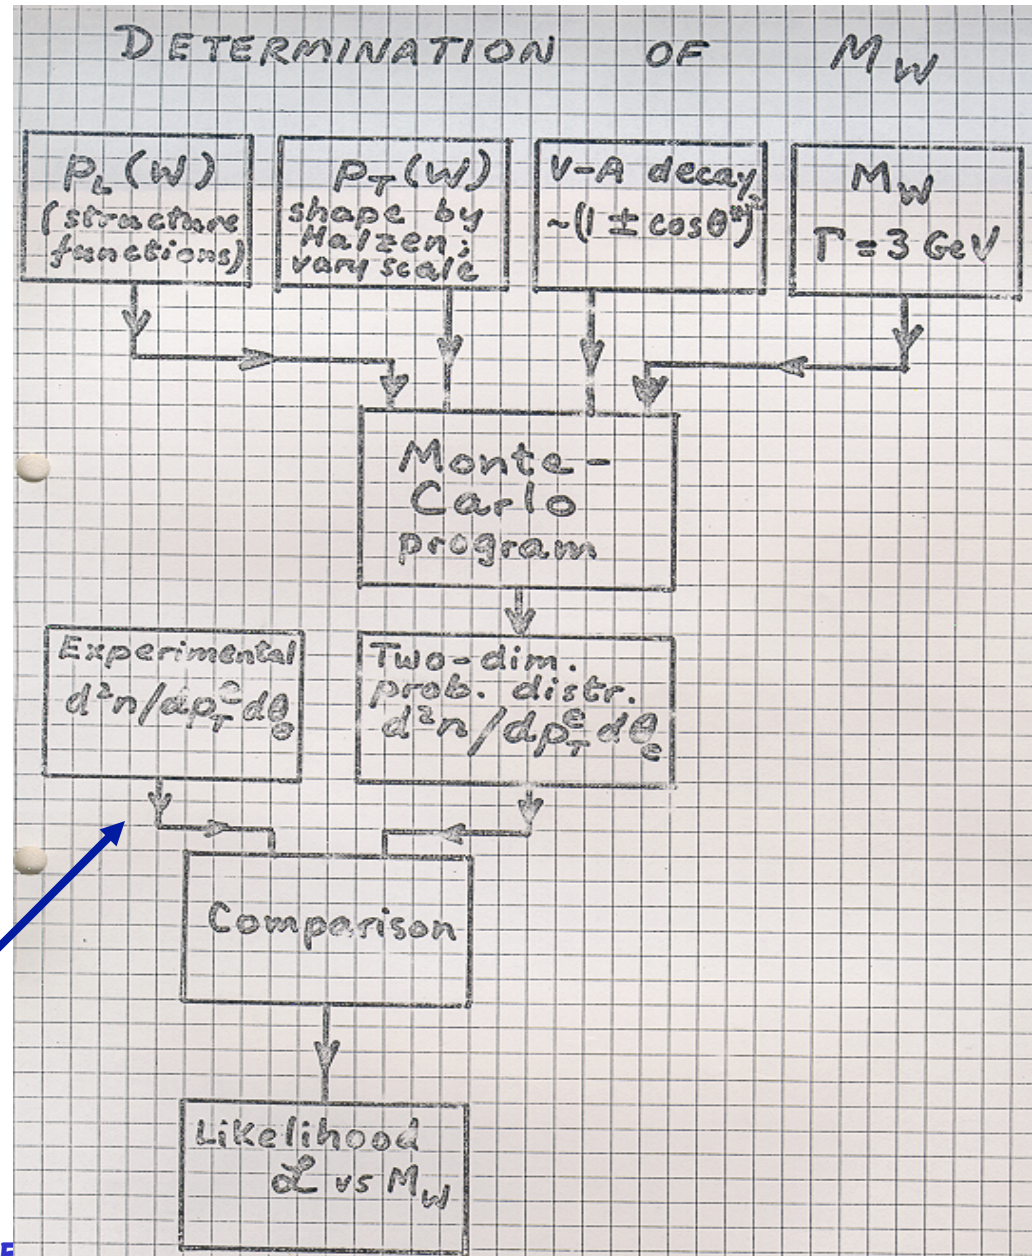 DETERMINATION OF M_W
P_L (W)
(structure
functions)
P_T (W)
shape by
Halzen;
vary scale
V-A decay
~(1 ± cosθ*)²
M_W
Γ = 3 GeV
Monte-
Carlo
program
Experimental
d²n/dp_T^e dθ_e
Two-dim.
prob. distr.
d²n/dp_T^e dθ_e
Comparison
Likelihood
ℒ vs M_W